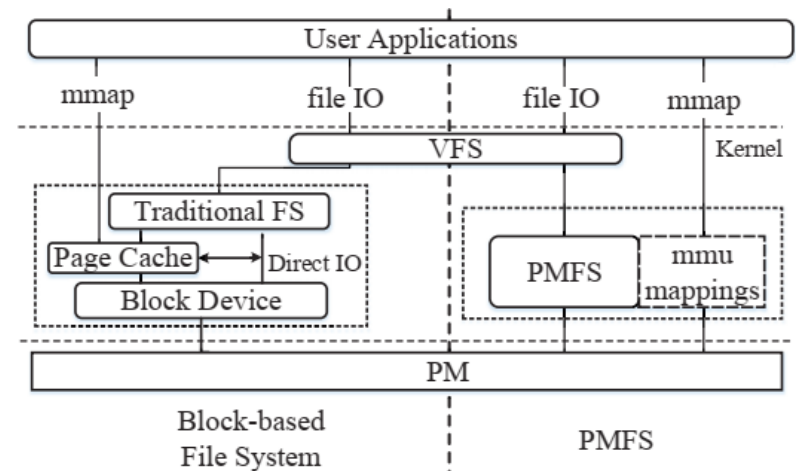 User Applications
mmap
file IO
file IO
mmap
VFS
Kernel
Traditional FS
Page Cache
Direct IO
Block Device
PMFS
mmu
mappings
PM
Block-based
File System
PMFS